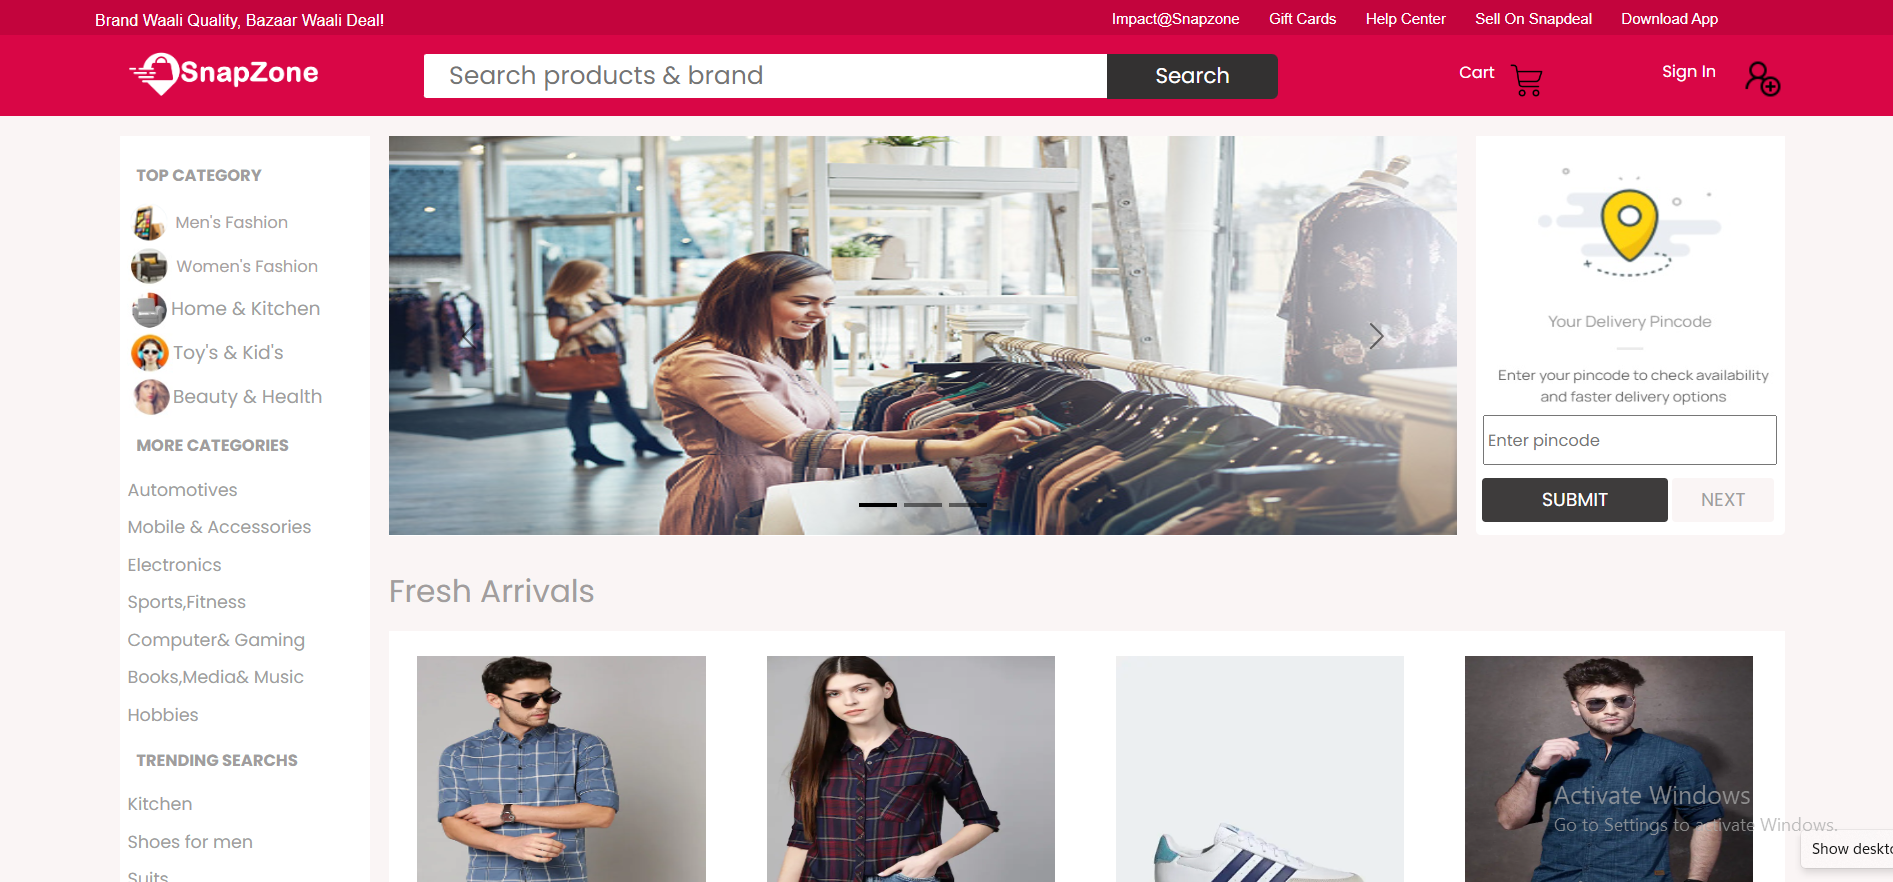 Brand Waali Quality, Bazaar Waali Deal!
Impact@Snapzone Gift Cards Help Center Sell On Snapdeal Download App
SnapZone
Search products & brand
Search
Cart
Sign In
TOP CATEGORY
Men's Fashion
Women's Fashion
Home & Kitchen
Toy's & Kid's
Beauty & Health
MORE CATEGORIES
Automotives
Mobile & Accessories
Electronics
Sports,Fitness
Computer& Gaming
Books,Media& Music
Hobbies
TRENDING SEARCHS
Kitchen
Shoes for men
Suits
Your Delivery Pincode
Enter your pincode to check availability
and faster delivery options
Enter pincode
SUBMIT
NEXT
Fresh Arrivals
Activate Windows
Go to Settings to activate Windows.
Show deskto